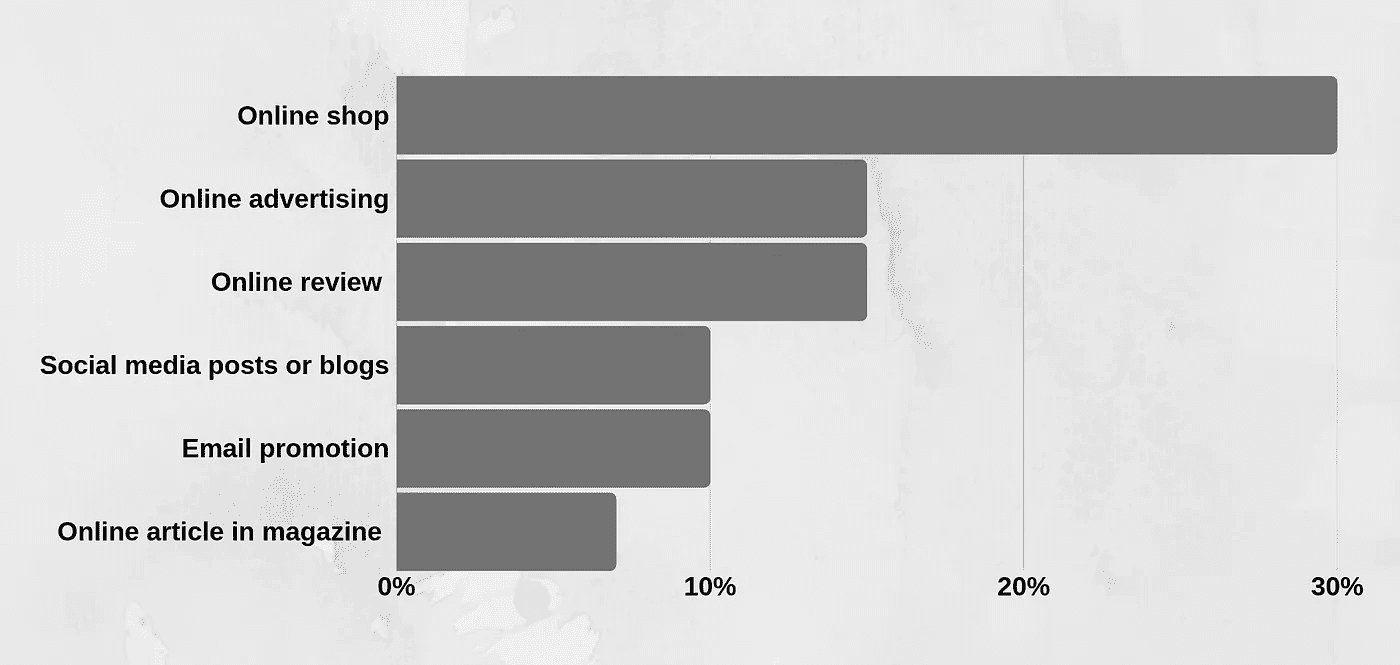 Online shop
Online advertising
Online review
Social media posts or blogs
Email promotion
Online article in magazine
0% 10% 20% 30%